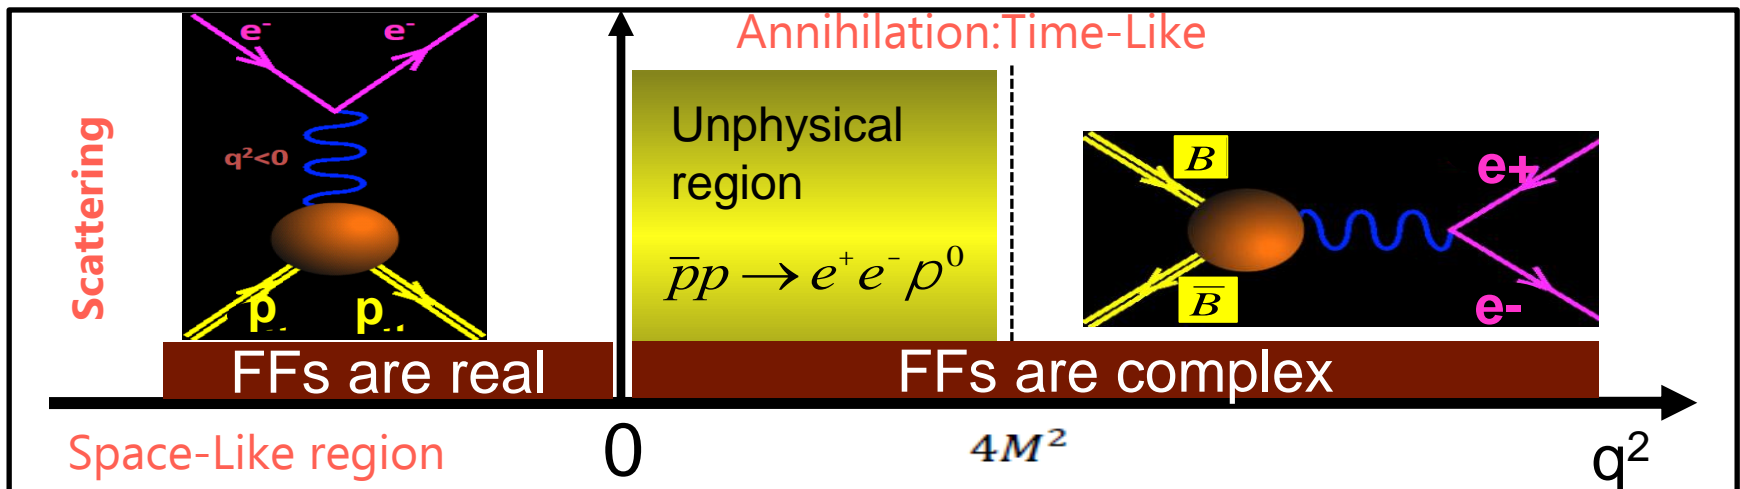 Annihilation:Time-Like
Scattering
e⁻ e⁻
q²<0
p p
Unphysical
region
p̅p → e⁺e⁻ρ⁰
B
B̅
e+
e-
FFs are real
FFs are complex
Space-Like region
0
4M²
q²